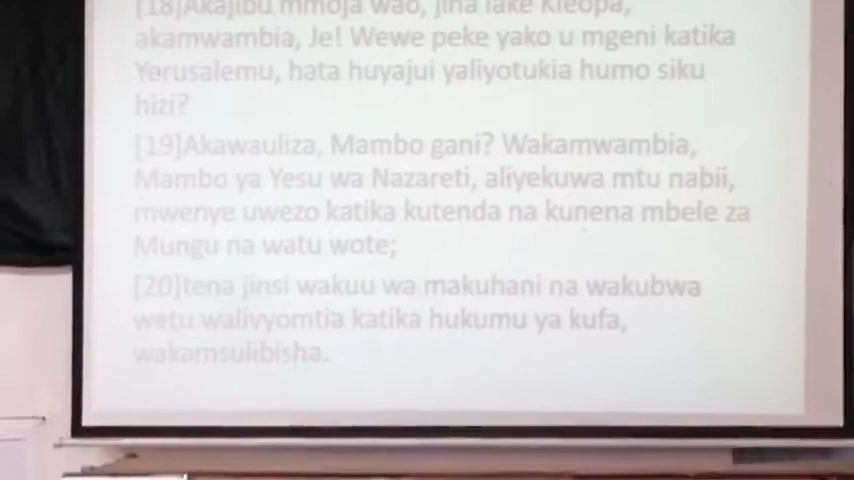 [18]Akajibu mmoja wao, jina lake Kleopa,
akamwambia, Je! Wewe peke yako u mgeni katika
Yerusalemu, hata huyajui yaliyotukia humo siku
hizi?
[19]Akawauliza, Mambo gani? Wakamwambia,
Mambo ya Yesu wa Nazareti, aliyekuwa mtu nabii,
mwenye uwezo katika kutenda na kunena mbele za
Mungu na watu wote;
[20]tena jinsi wakuu wa makuhani na wakubwa
wetu walivyomtia katika hukumu ya kufa,
wakamsulibisha.